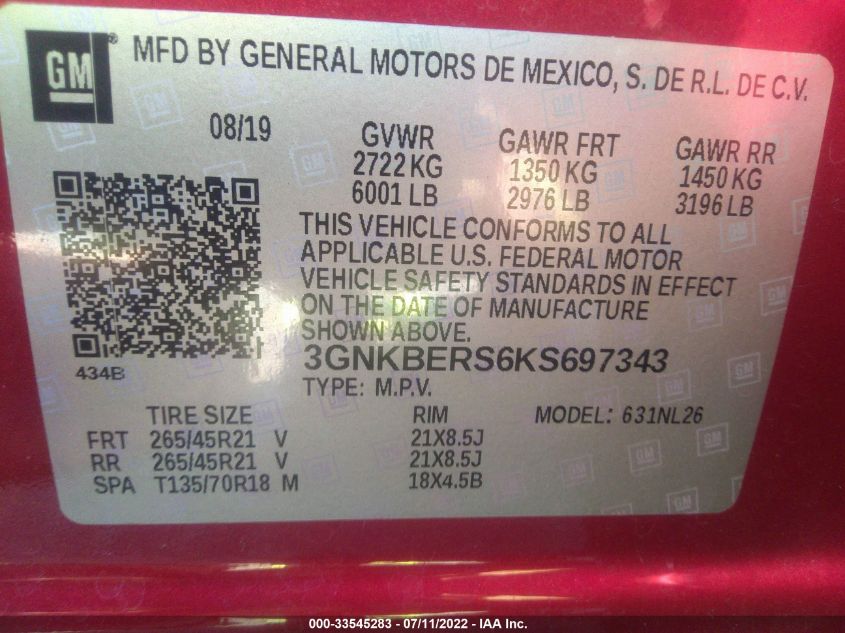 GM
MFD BY GENERAL MOTORS DE MEXICO, S. DE R.L. DE C.V.
08/19
GVWR
2722 KG
6001 LB
GAWR FRT
1350 KG
2976 LB
GAWR RR
1450 KG
3196 LB
THIS VEHICLE CONFORMS TO ALL
APPLICABLE U.S. FEDERAL MOTOR
VEHICLE SAFETY STANDARDS IN EFFECT
ON THE DATE OF MANUFACTURE
SHOWN ABOVE.
434B
3GNKBERS6KS697343
TYPE: M.P.V.
TIRE SIZE RIM MODEL: 631NL26
FRT 265/45R21 V 21X8.5J
RR 265/45R21 V 21X8.5J
SPA T135/70R18 M 18X4.5B
000-33545283 - 07/11/2022 - IAA Inc.